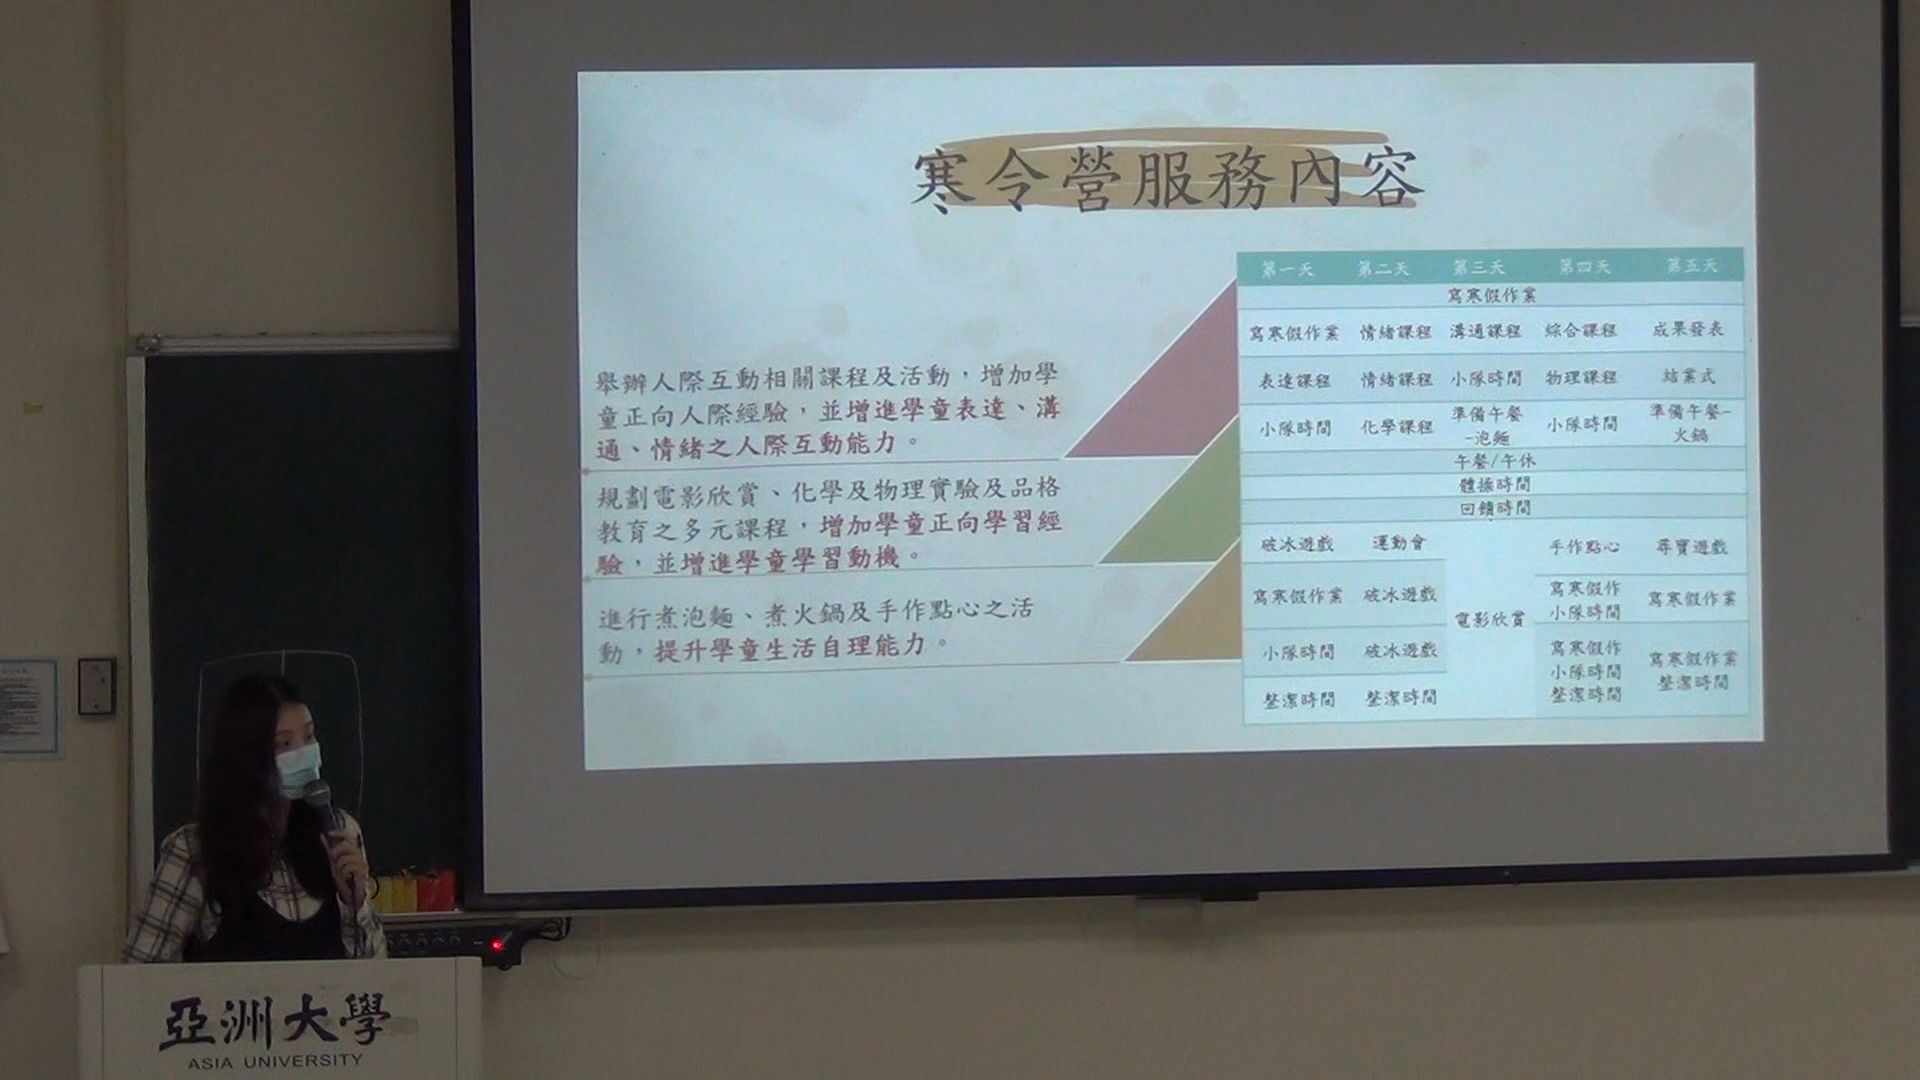 寒令營服務內容
舉辦人際互動相關課程及活動，增加學
童正向人際經驗，並增進學童表達、溝
通、情緒之人際互動能力。
規劃電影欣賞、化學及物理實驗及品格
教育之多元課程，增加學童正向學習經
驗，並增進學童學習動機。
進行煮泡麵、煮火鍋及手作點心之活
動，提升學童生活自理能力。
第一天 第二天 第三天 第四天 第五天
寫寒假作業
寫寒假作業 情緒課程 溝通課程 綜合課程 成果發表
表達課程 情緒課程 小隊時間 物理課程 結業式
小隊時間 化學課程 準備午餐-泡麵 小隊時間 準備午餐-火鍋
午餐/午休
體操時間
回饋時間
破冰遊戲 運動會 電影欣賞 手作點心 尋寶遊戲
寫寒假作業 破冰遊戲 寫寒假作 小隊時間 寫寒假作業
小隊時間 破冰遊戲 寫寒假作 小隊時間 整潔時間 寫寒假作業 整潔時間
整潔時間 整潔時間
亞洲大學
ASIA UNIVERSITY